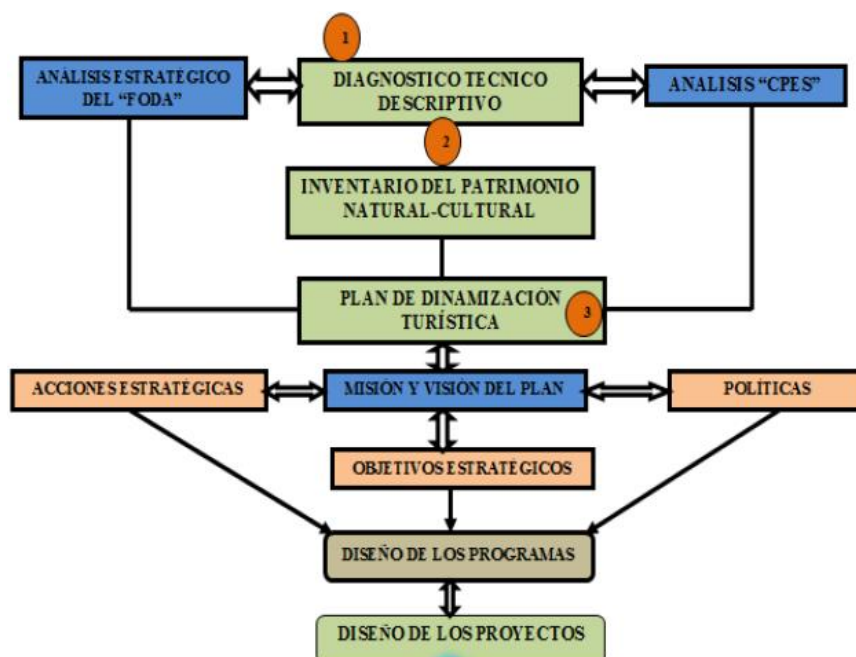 1
ANÁLISIS ESTRATÉGICO
DEL “FODA”
DIAGNOSTICO TECNICO
DESCRIPTIVO
ANALISIS “CPES”
2
INVENTARIO DEL PATRIMONIO
NATURAL-CULTURAL
PLAN DE DINAMIZACIÓN
TURÍSTICA
3
ACCIONES ESTRATÉGICAS
MISIÓN Y VISIÓN DEL PLAN
POLÍTICAS
OBJETIVOS ESTRATÉGICOS
DISEÑO DE LOS PROGRAMAS
DISEÑO DE LOS PROYECTOS